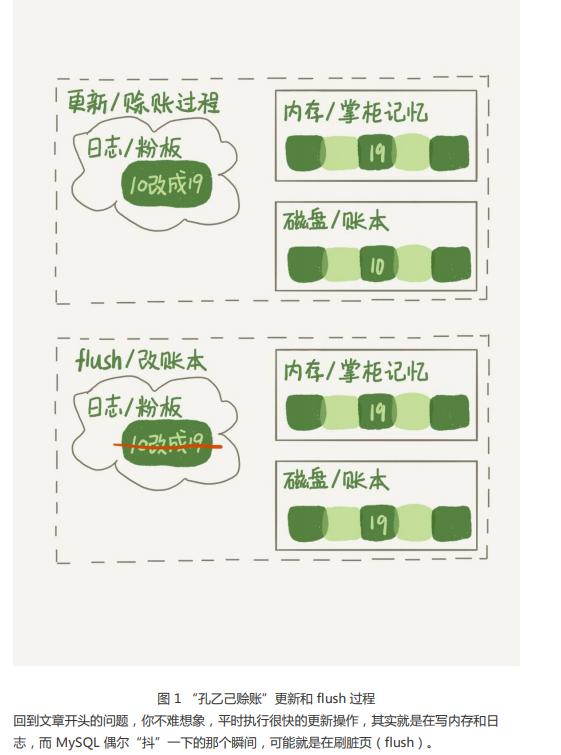 更新/赊账过程
日志/粉板
10改成19
内存/掌柜记忆
19
磁盘/账本
10
flush/改账本
日志/粉板
10改成19
内存/掌柜记忆
19
磁盘/账本
19
图 1 “孔乙己赊账”更新和 flush 过程
回到文章开头的问题，你不难想象，平时执行很快的更新操作，其实就是在写内存和日
志，而 MySQL 偶尔“抖”一下的那个瞬间，可能就是在刷脏页（flush）。